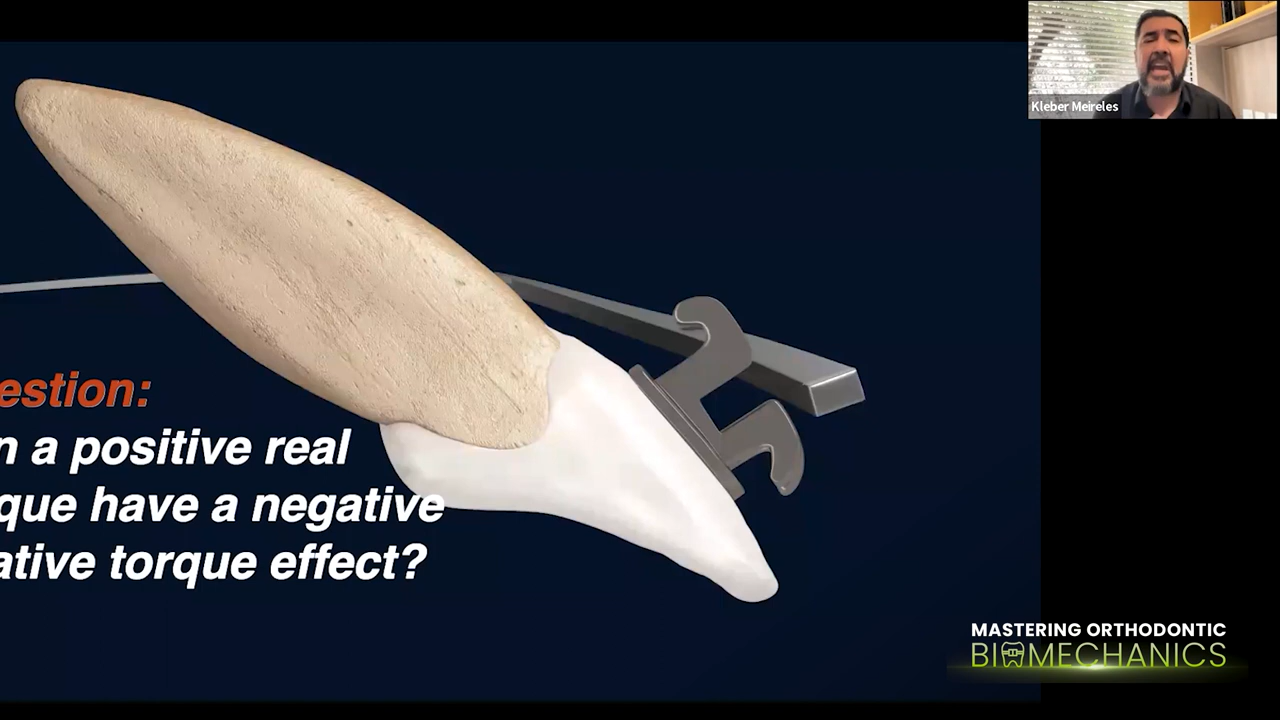 Kleber Meireles
estion:
n a positive real
que have a negative
ative torque effect?
MASTERING ORTHODONTIC
BIOMECHANICS